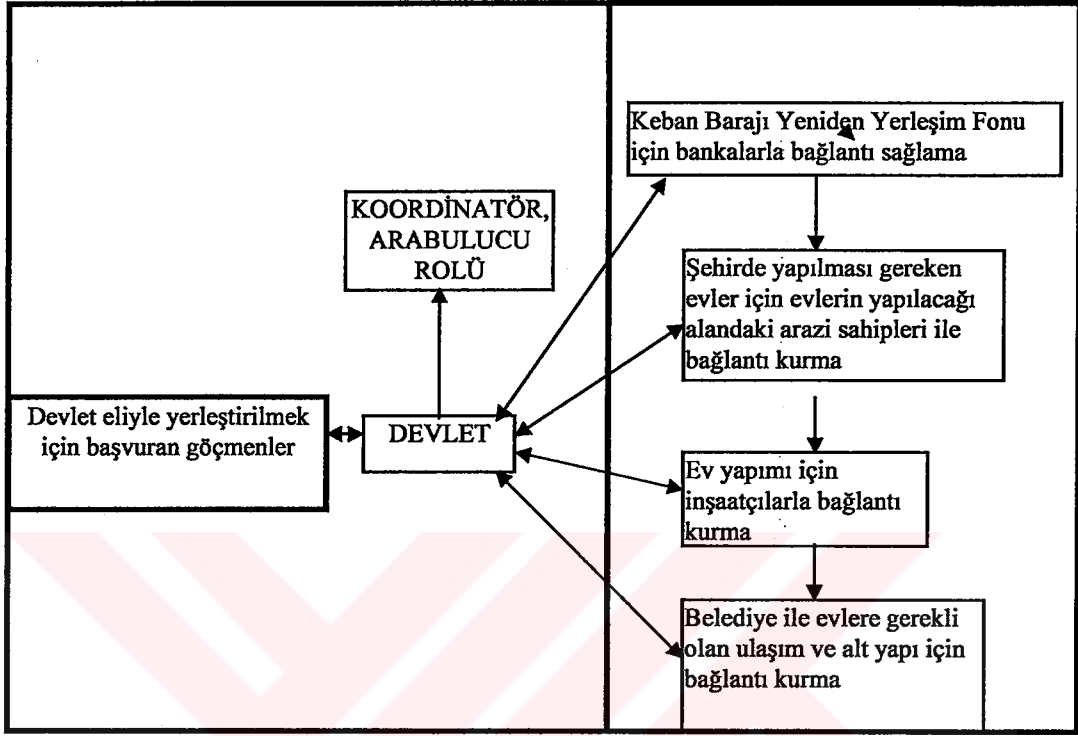 Keban Barajı Yeniden Yerleşim Fonu
için bankalarla bağlantı sağlama
KOORDİNATÖR,
ARABULUCU
ROLÜ
Şehirde yapılması gereken
evler için evlerin yapılacağı
alandaki arazi sahipleri ile
bağlantı kurma
Devlet eliyle yerleştirilmek
için başvuran göçmenler
DEVLET
Ev yapımı için
inşaatçılarla bağlantı
kurma
Belediye ile evlere gerekli
olan ulaşım ve alt yapı için
bağlantı kurma